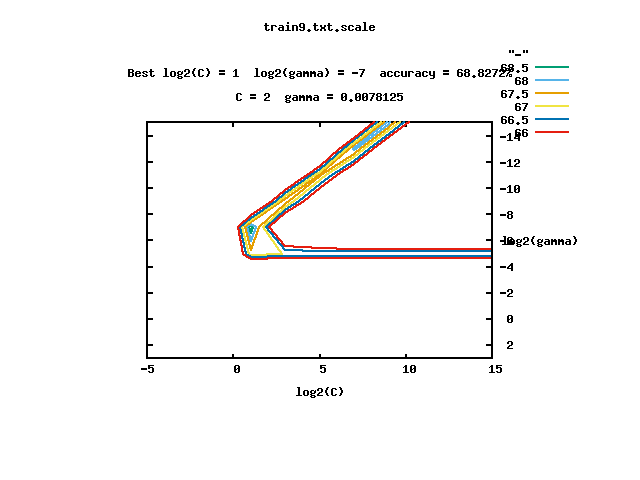 train9.txt.scale
"-"
Best log2(C) = 1 log2(gamma) = -7 accuracy = 68.8272%
68.5
68
C = 2 gamma = 0.0078125
67.5
67
66.5
66
-14
-12
-10
-8
-6
log2(gamma)
-4
-2
0
2
-5 0 5 10 15
log2(C)